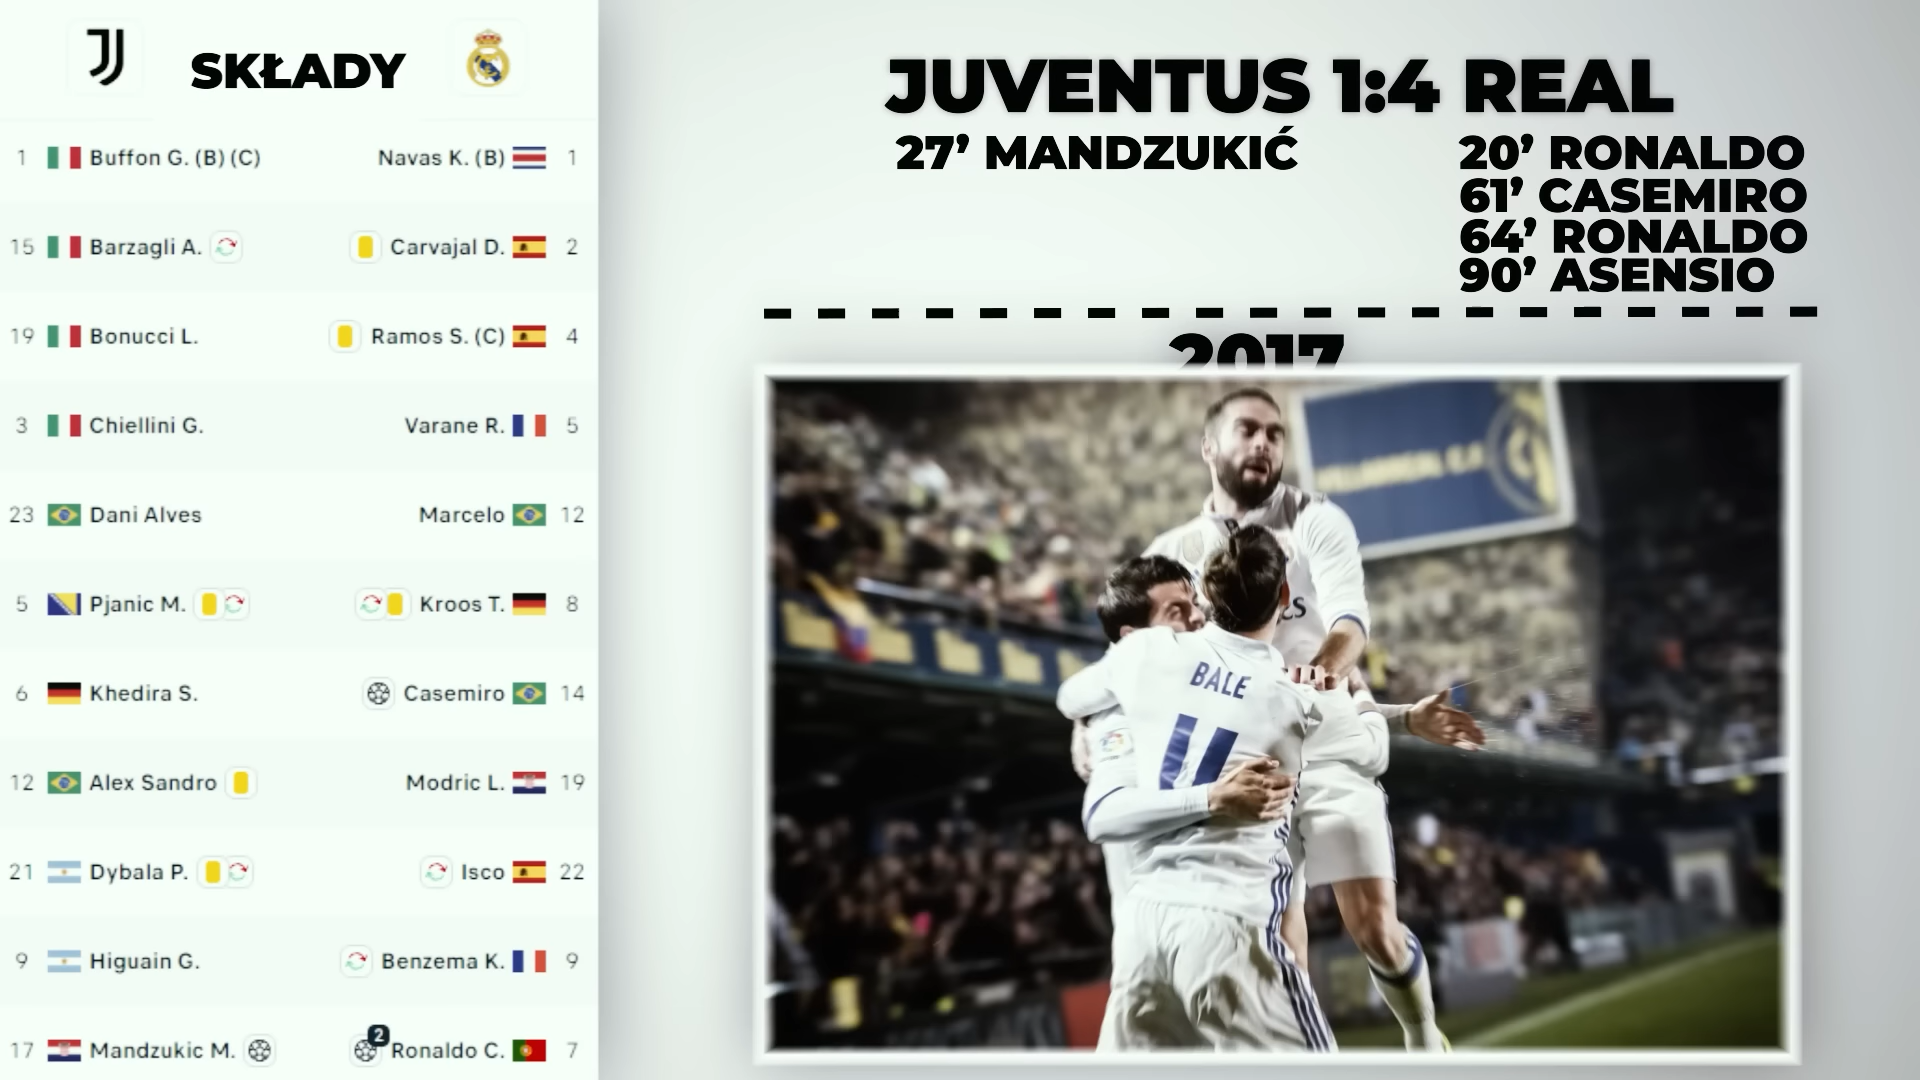 SKŁADY
1 Buffon G. (B) (C) Navas K. (B) 1
15 Barzagli A. Carvajal D. 2
19 Bonucci L. Ramos S. (C) 4
3 Chiellini G. Varane R. 5
23 Dani Alves Marcelo 12
5 Pjanic M. Kroos T. 8
6 Khedira S. Casemiro 14
12 Alex Sandro Modric L. 19
21 Dybala P. Isco 22
9 Higuain G. Benzema K. 9
17 Mandzukic M. 2 Ronaldo C. 7
JUVENTUS 1:4 REAL
27’ MANDZUKIĆ
20’ RONALDO
61’ CASEMIRO
64’ RONALDO
90’ ASENSIO
2017
VILLARREAL C.F.
BALE
11